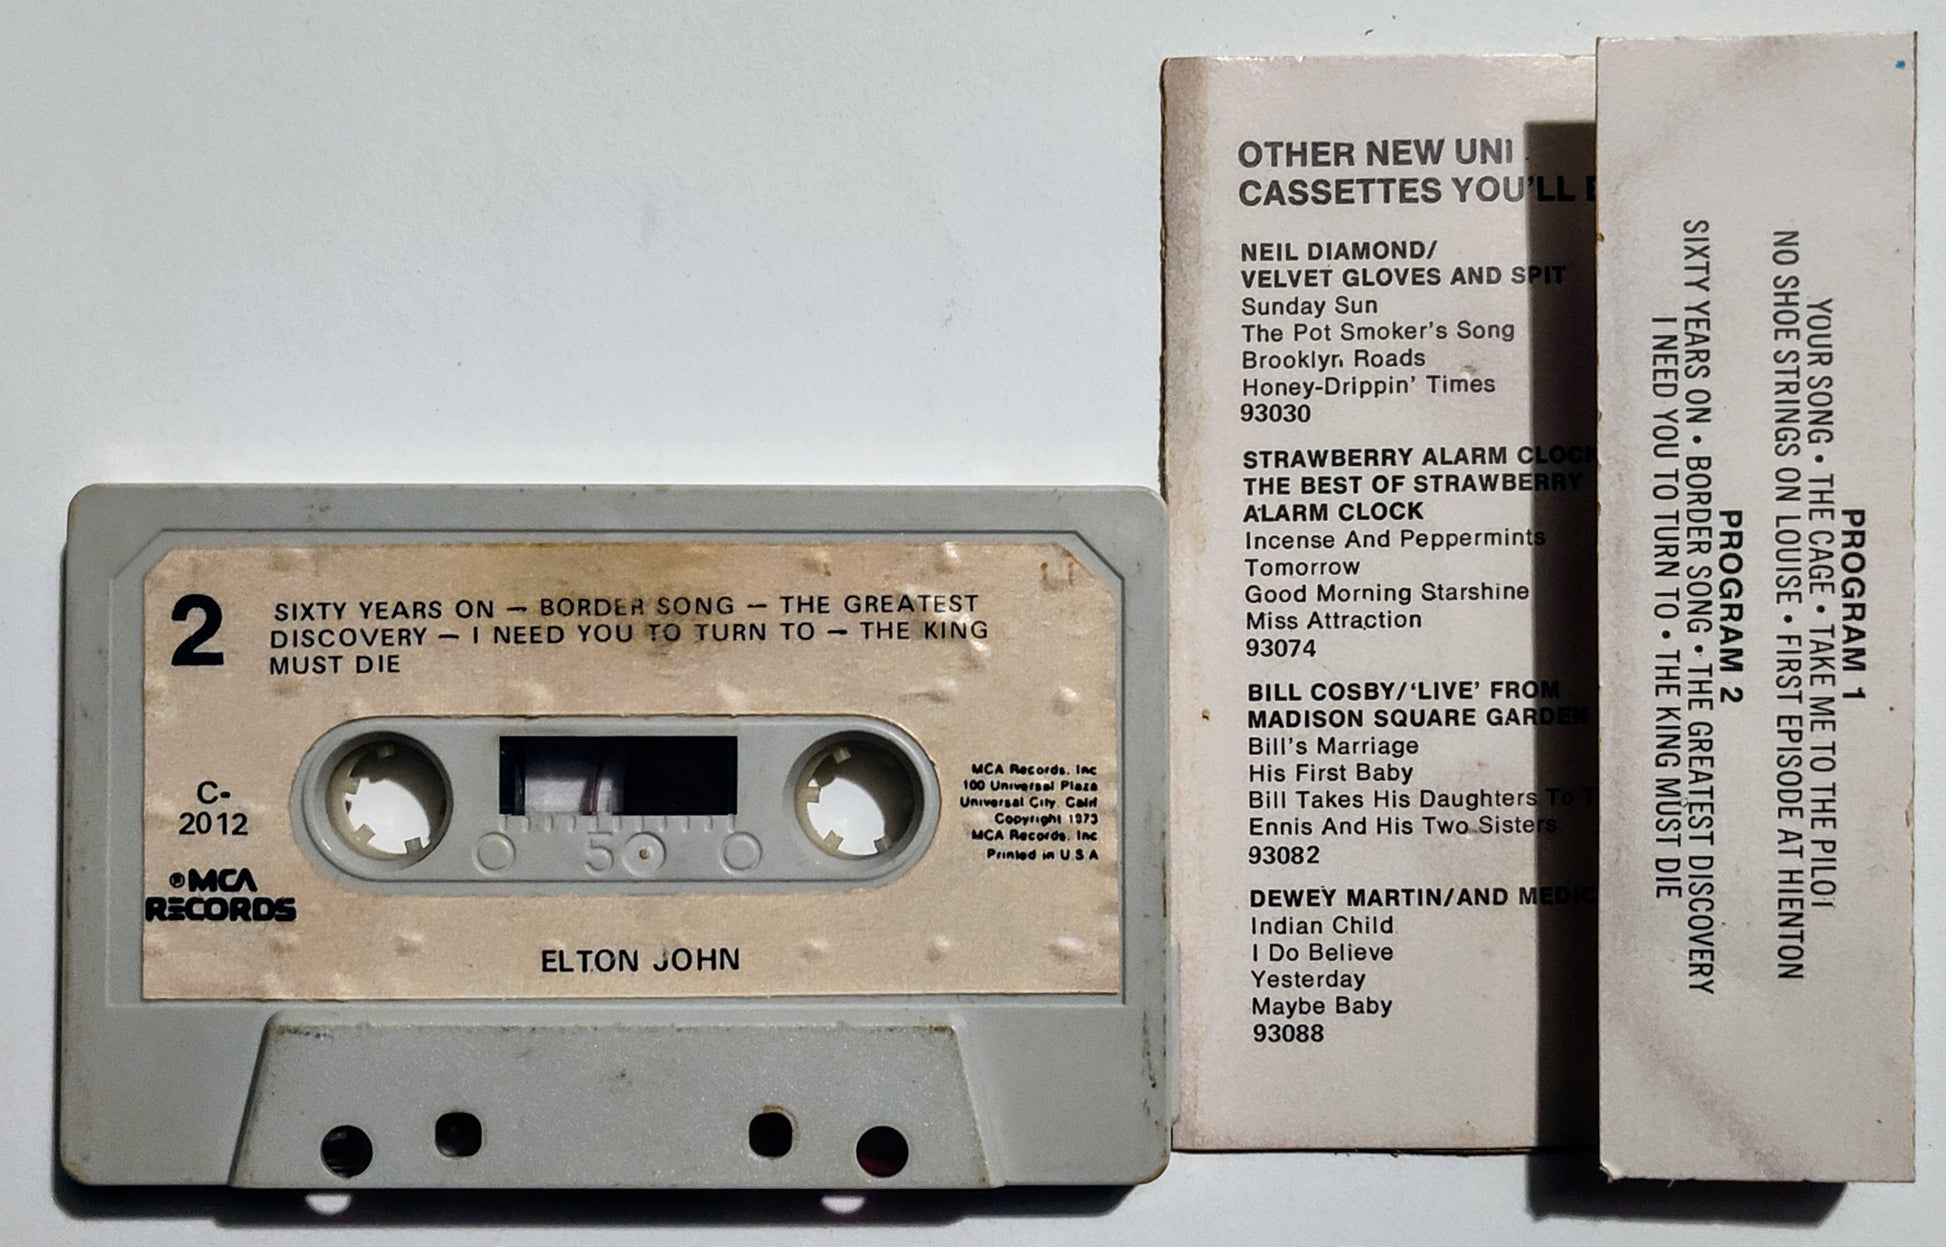 2
SIXTY YEARS ON — BORDER SONG — THE GREATEST
DISCOVERY — I NEED YOU TO TURN TO — THE KING
MUST DIE
C-
2012
®MCA
RECORDS
MCA Records, Inc
100 Universal Plaza
Universal City, Calif
Copyright 1973
MCA Records, Inc
Printed in U.S.A
50
ELTON JOHN
OTHER NEW UNI
CASSETTES YOU'LL
NEIL DIAMOND/
VELVET GLOVES AND SPIT
Sunday Sun
The Pot Smoker's Song
Brooklyn Roads
Honey-Drippin' Times
93030
STRAWBERRY ALARM CLOCK
THE BEST OF STRAWBERRY
ALARM CLOCK
Incense And Peppermints
Tomorrow
Good Morning Starshine
Miss Attraction
93074
BILL COSBY/'LIVE' FROM
MADISON SQUARE GARDEN
Bill's Marriage
His First Baby
Bill Takes His Daughters To
Ennis And His Two Sisters
93082
DEWEY MARTIN/AND
Indian Child
I Do Believe
Yesterday
Maybe Baby
93088
PROGRAM 1
YOUR SONG • THE CAGE • TAKE ME TO THE PILOT
NO SHOE STRINGS ON LOUISE • FIRST EPISODE AT HIENTON
PROGRAM 2
SIXTY YEARS ON • BORDER SONG • THE GREATEST DISCOVERY
I NEED YOU TO TURN TO • THE KING MUST DIE